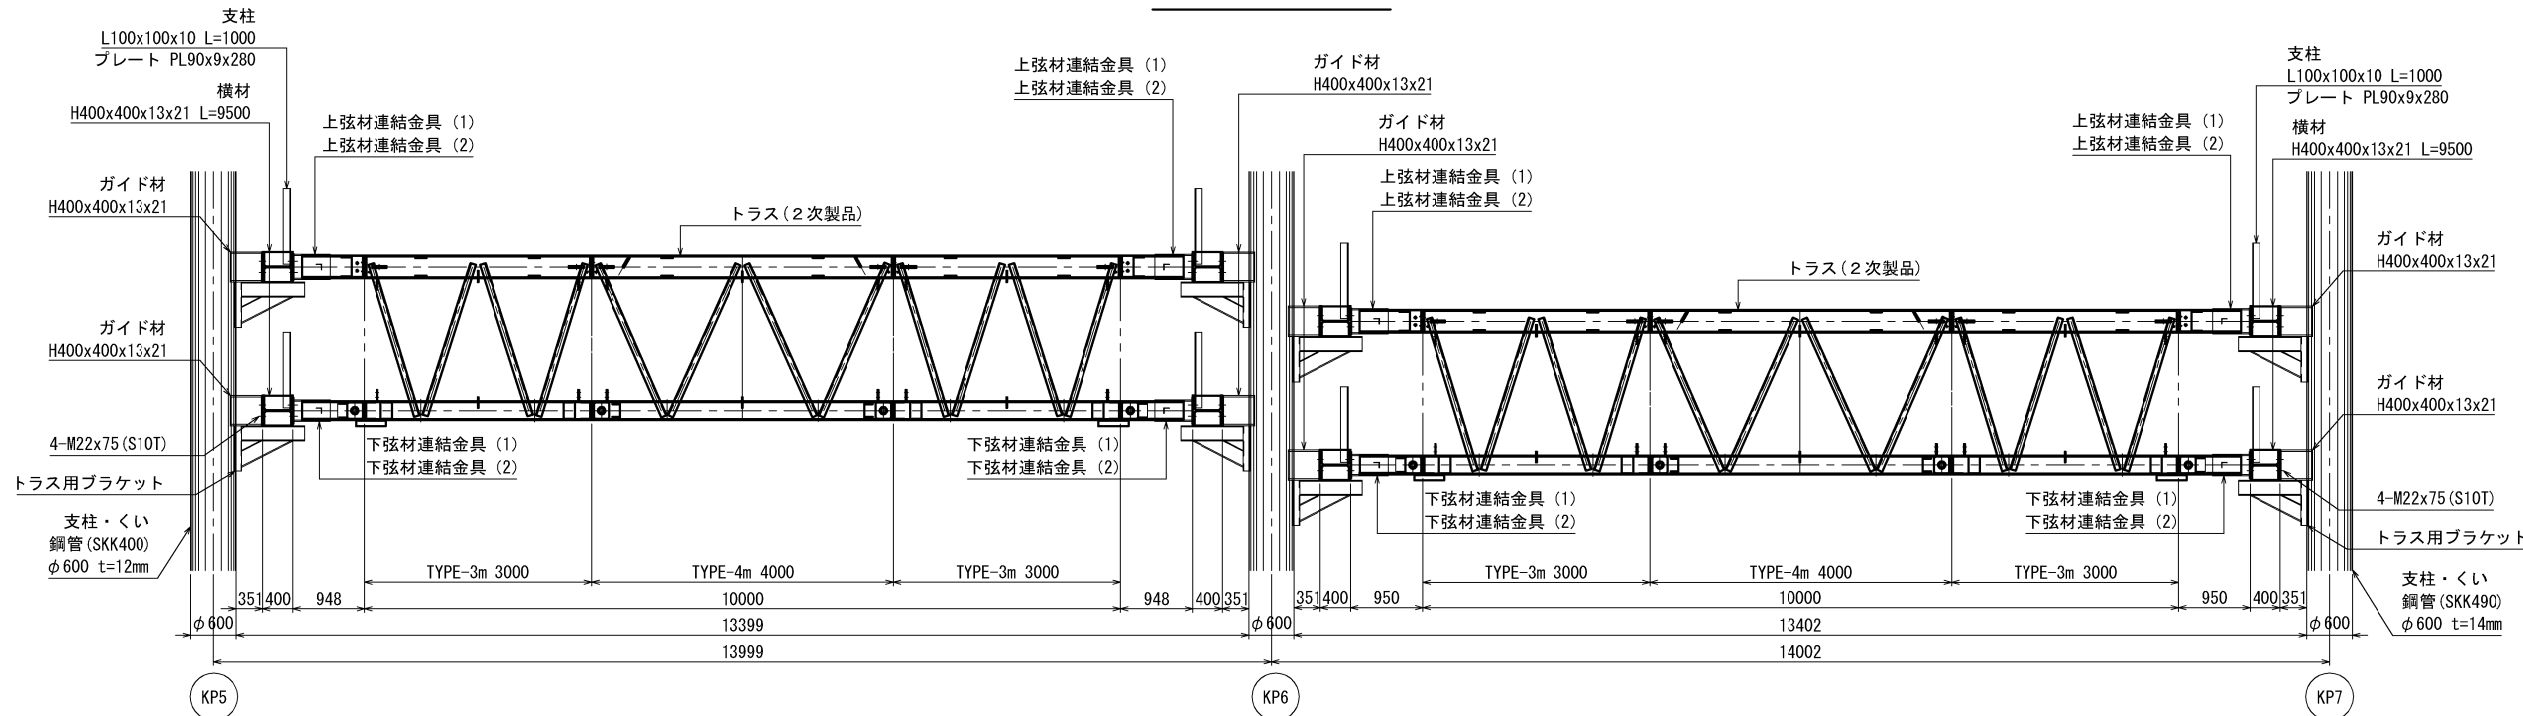 支柱
L100x100x10 L=1000
プレート PL90x9x280
横材
H400x400x13x21 L=9500
上弦材連結金具 (1)
上弦材連結金具 (2)
ガイド材
H400x400x13x21
ガイド材
H400x400x13x21
4-M22x75(S10T)
トラス用ブラケット
支柱・くい
鋼管(SKK400)
φ600 t=12mm
トラス(２次製品)
下弦材連結金具 (1)
下弦材連結金具 (2)
上弦材連結金具 (1)
上弦材連結金具 (2)
下弦材連結金具 (1)
下弦材連結金具 (2)
ガイド材
H400x400x13x21
ガイド材
H400x400x13x21
上弦材連結金具 (1)
上弦材連結金具 (2)
トラス(２次製品)
下弦材連結金具 (1)
下弦材連結金具 (2)
上弦材連結金具 (1)
上弦材連結金具 (2)
下弦材連結金具 (1)
下弦材連結金具 (2)
支柱
L100x100x10 L=1000
プレート PL90x9x280
横材
H400x400x13x21 L=9500
ガイド材
H400x400x13x21
ガイド材
H400x400x13x21
4-M22x75(S10T)
トラス用ブラケット
支柱・くい
鋼管(SKK490)
φ600 t=14mm
TYPE-3m 3000 TYPE-4m 4000 TYPE-3m 3000
TYPE-3m 3000 TYPE-4m 4000 TYPE-3m 3000
351 400 948 10000 948 400 351
351 400 950 10000 950 400 351
φ600 13399 φ600 13402 φ600
13999 14002
KP5 KP6 KP7